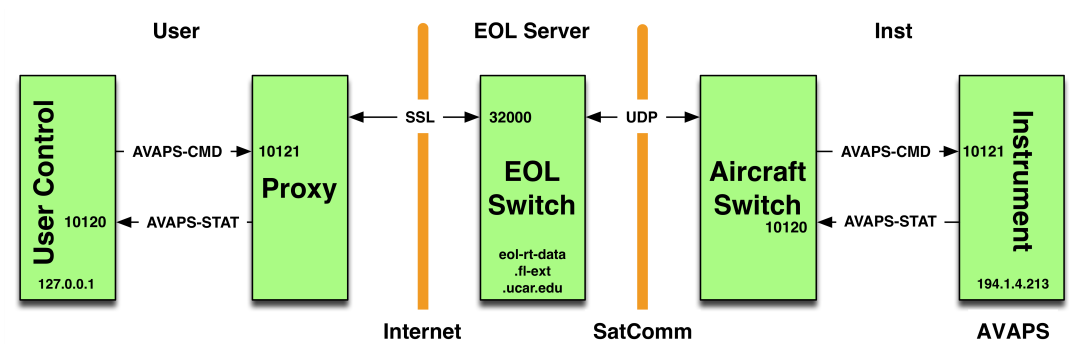 User
EOL Server
Inst
User Control
10120
127.0.0.1
AVAPS-CMD
AVAPS-STAT
10121
Proxy
SSL
Internet
32000
EOL
Switch
eol-rt-data
.fl-ext
.ucar.edu
UDP
SatComm
Aircraft
Switch
10120
AVAPS-CMD
AVAPS-STAT
10121
Instrument
194.1.4.213
AVAPS